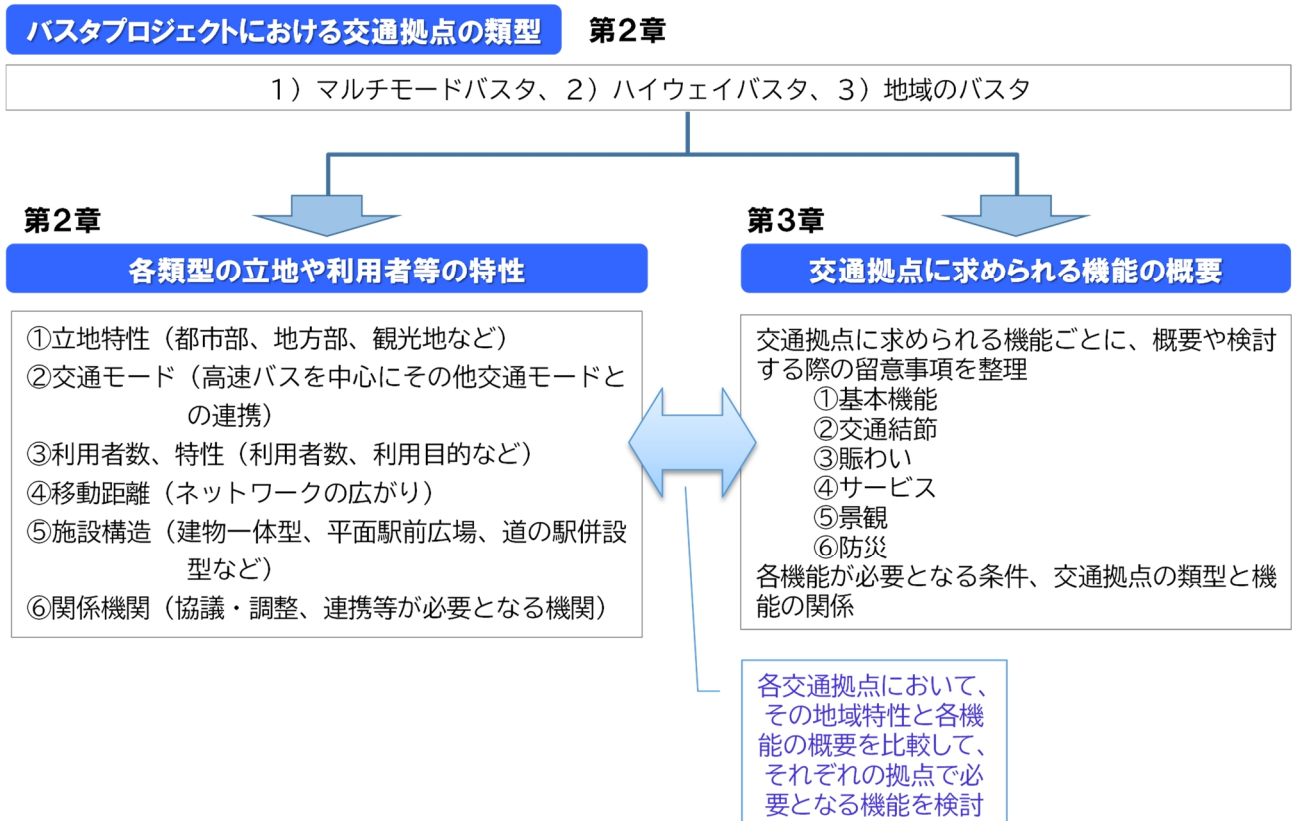 バスタプロジェクトにおける交通拠点の類型
第2章
1）マルチモードバスタ、2）ハイウェイバスタ、3）地域のバスタ
第2章
各類型の立地や利用者等の特性
①立地特性（都市部、地方部、観光地など）
②交通モード（高速バスを中心にその他交通モードと
の連携）
③利用者数、特性（利用者数、利用目的など）
④移動距離（ネットワークの広がり）
⑤施設構造（建物一体型、平面駅前広場、道の駅併設
型など）
⑥関係機関（協議・調整、連携等が必要となる機関）
第3章
交通拠点に求められる機能の概要
交通拠点に求められる機能ごとに、概要や検討
する際の留意事項を整理
①基本機能
②交通結節
③賑わい
④サービス
⑤景観
⑥防災
各機能が必要となる条件、交通拠点の類型と機
能の関係
各交通拠点において、
その地域特性と各機
能の概要を比較して、
それぞれの拠点で必
要となる機能を検討